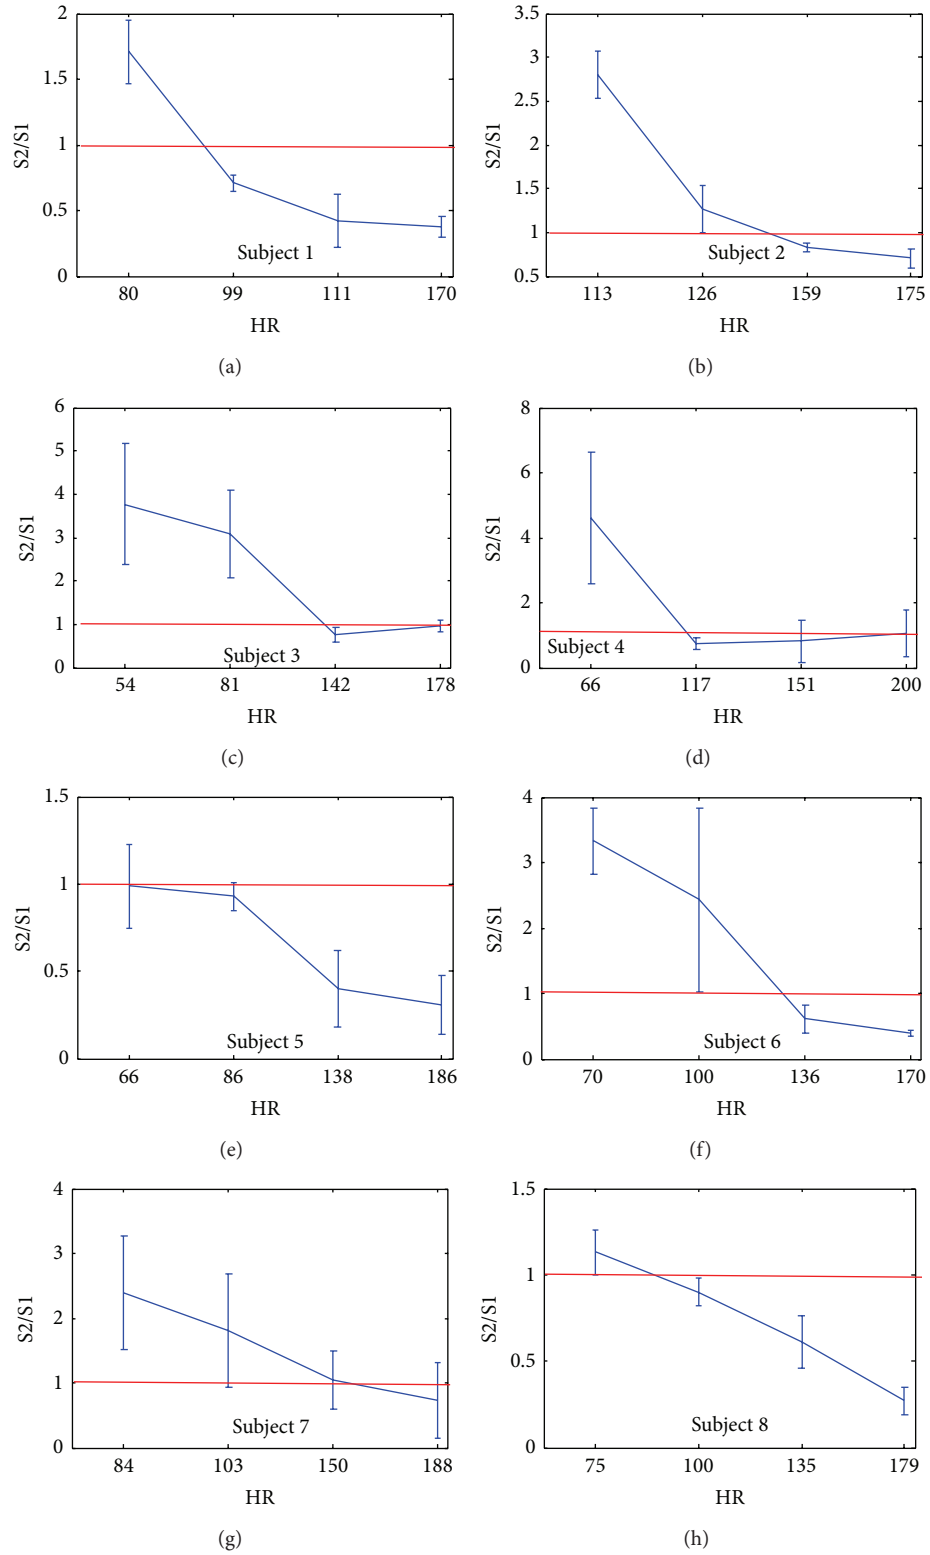 2
1.5
1
0.5
0
S2/S1
Subject 1
80 99 111 170
HR
(a)
3.5
3
2.5
2
1.5
1
0.5
S2/S1
Subject 2
113 126 159 175
HR
(b)
6
5
4
3
2
1
0
S2/S1
Subject 3
54 81 142 178
HR
(c)
8
6
4
2
0
S2/S1
Subject 4
66 117 151 200
HR
(d)
1.5
1
0.5
0
S2/S1
Subject 5
66 86 138 186
HR
(e)
4
3
2
1
0
S2/S1
Subject 6
70 100 136 170
HR
(f)
4
3
2
1
0
S2/S1
Subject 7
84 103 150 188
HR
(g)
1.5
1
0.5
0
S2/S1
Subject 8
75 100 135 179
HR
(h)